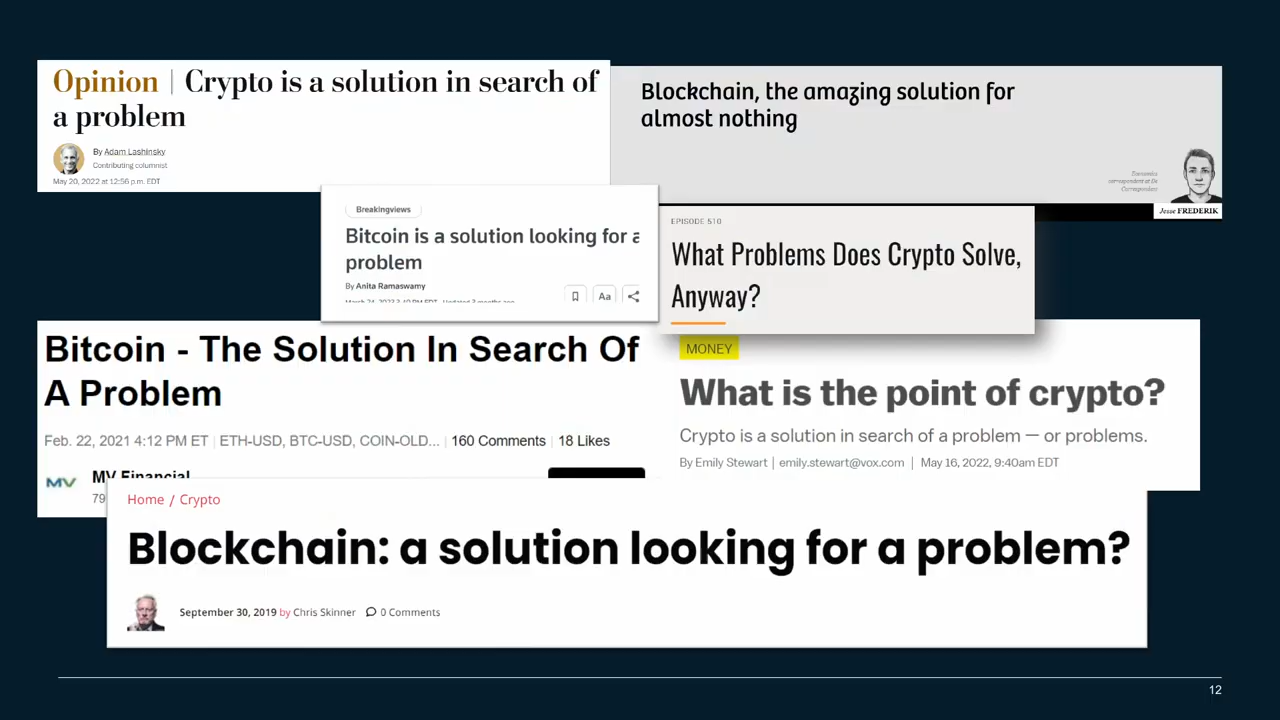 Opinion | Crypto is a solution in search of
a problem
By Adam Lashinsky
Contributing columnist
May 20, 2022 at 12:56 p.m. EDT
Blockchain, the amazing solution for
almost nothing
correspondent at De
Correspondent
Jesse FREDERIK
Breakingviews
Bitcoin is a solution looking for a
problem
By Anita Ramaswamy
Aa
EPISODE 510
What Problems Does Crypto Solve,
Anyway?
Bitcoin - The Solution In Search Of
A Problem
Feb. 22, 2021 4:12 PM ET | ETH-USD, BTC-USD, COIN-OLD... | 160 Comments | 18 Likes
MV
MV Financial
79
MONEY
What is the point of crypto?
Crypto is a solution in search of a problem — or problems.
By Emily Stewart | emily.stewart@vox.com | May 16, 2022, 9:40am EDT
Home / Crypto
Blockchain: a solution looking for a problem?
September 30, 2019 by Chris Skinner 0 Comments
12